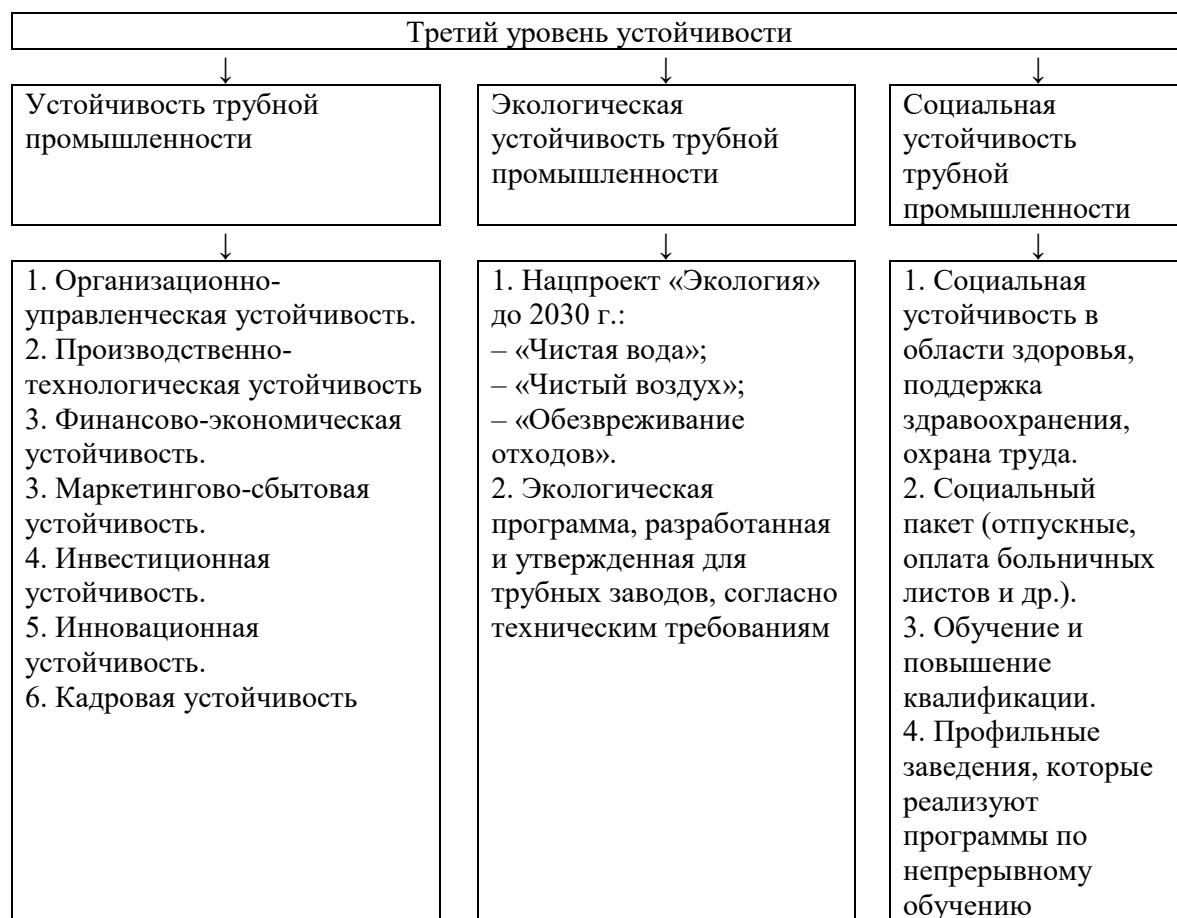 Третий уровень устойчивости
↓
↓
↓
Устойчивость трубной
промышленности
Экологическая
устойчивость трубной
промышленности
Социальная
устойчивость
трубной
промышленности
↓
↓
↓
1. Организационно-
управленческая устойчивость.
2. Производственно-
технологическая устойчивость
3. Финансово-экономическая
устойчивость.
3. Маркетингово-сбытовая
устойчивость.
4. Инвестиционная
устойчивость.
5. Инновационная
устойчивость.
6. Кадровая устойчивость
1. Нацпроект «Экология»
до 2030 г.:
– «Чистая вода»;
– «Чистый воздух»;
– «Обезвреживание
отходов».
2. Экологическая
программа, разработанная
и утвержденная для
трубных заводов, согласно
техническим требованиям
1. Социальная
устойчивость в
области здоровья,
поддержка
здравоохранения,
охрана труда.
2. Социальный
пакет (отпускные,
оплата больничных
листов и др.).
3. Обучение и
повышение
квалификации.
4. Профильные
заведения, которые
реализуют
программы по
непрерывному
обучению